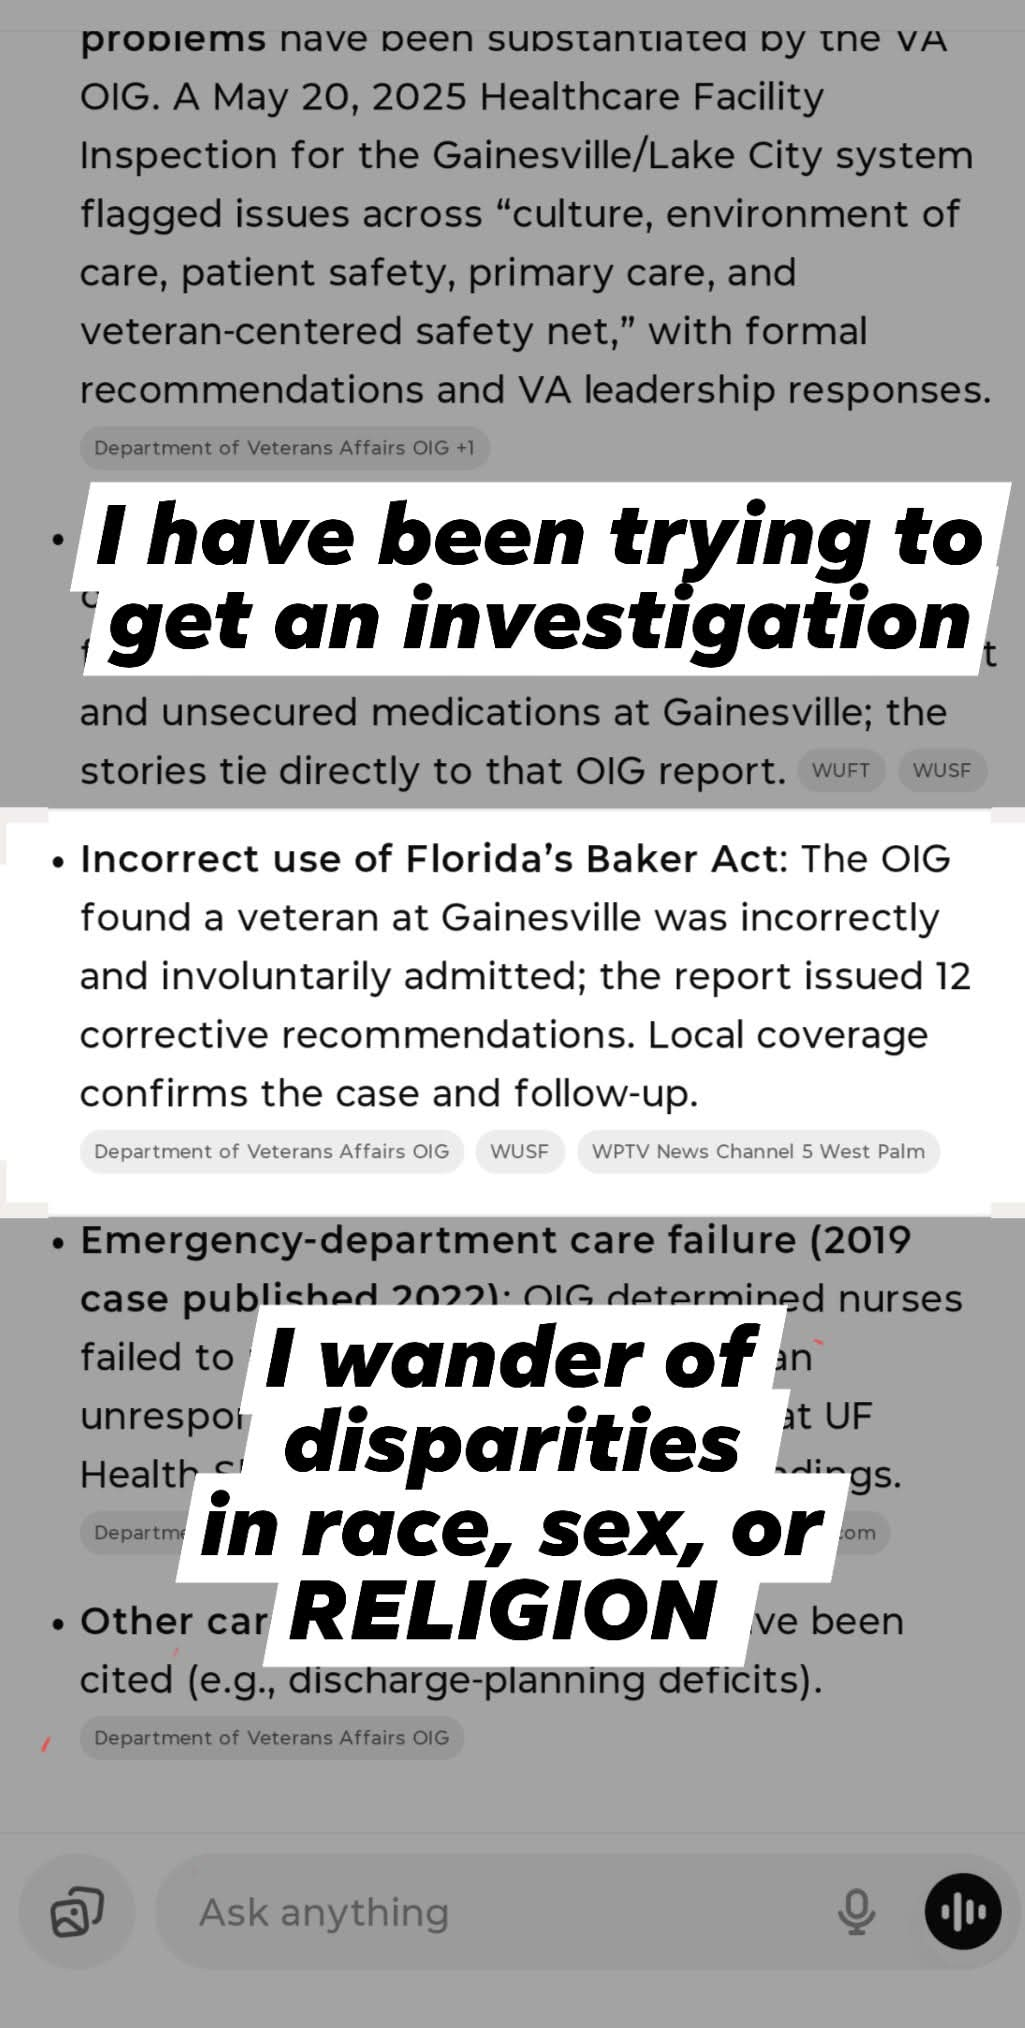 problems have been substantiated by the VA
OIG. A May 20, 2025 Healthcare Facility
Inspection for the Gainesville/Lake City system
flagged issues across “culture, environment of
care, patient safety, primary care, and
veteran-centered safety net,” with formal
recommendations and VA leadership responses.
Department of Veterans Affairs OIG +1
• I have been trying to
get an investigation
and unsecured medications at Gainesville; the
stories tie directly to that OIG report. WUFT WUSF
• Incorrect use of Florida’s Baker Act: The OIG
found a veteran at Gainesville was incorrectly
and involuntarily admitted; the report issued 12
corrective recommendations. Local coverage
confirms the case and follow-up.
Department of Veterans Affairs OIG WUSF WPTV News Channel 5 West Palm
• Emergency-department care failure (2019
case published 2022): OIG determined nurses
failed to
I wander of
disparities
at UF
Health
in race, sex, or
RELIGION
• Other been
cited (e.g., discharge-planning deficits).
Department of Veterans Affairs OIG
Ask anything